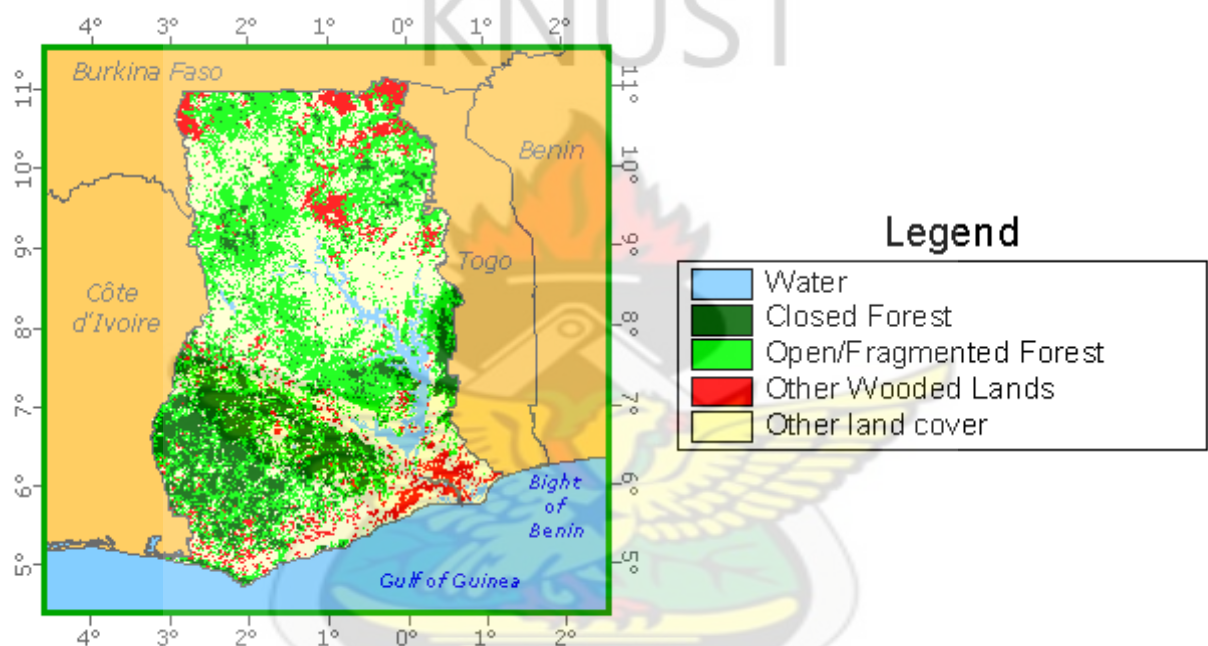 KNUST
4° 3° 2° 1° 0° 1° 2°
Burkina Faso
11° 11°
Benin
10° 10°
9° 9°
Togo
Côte
d'Ivoire
8° 8°
7° 7°
6° 6°
Bight
of
Benin
5° 5°
Gulf of Guinea
4° 3° 2° 1° 0° 1° 2°
Legend
Water
Closed Forest
Open/Fragmented Forest
Other Wooded Lands
Other land cover